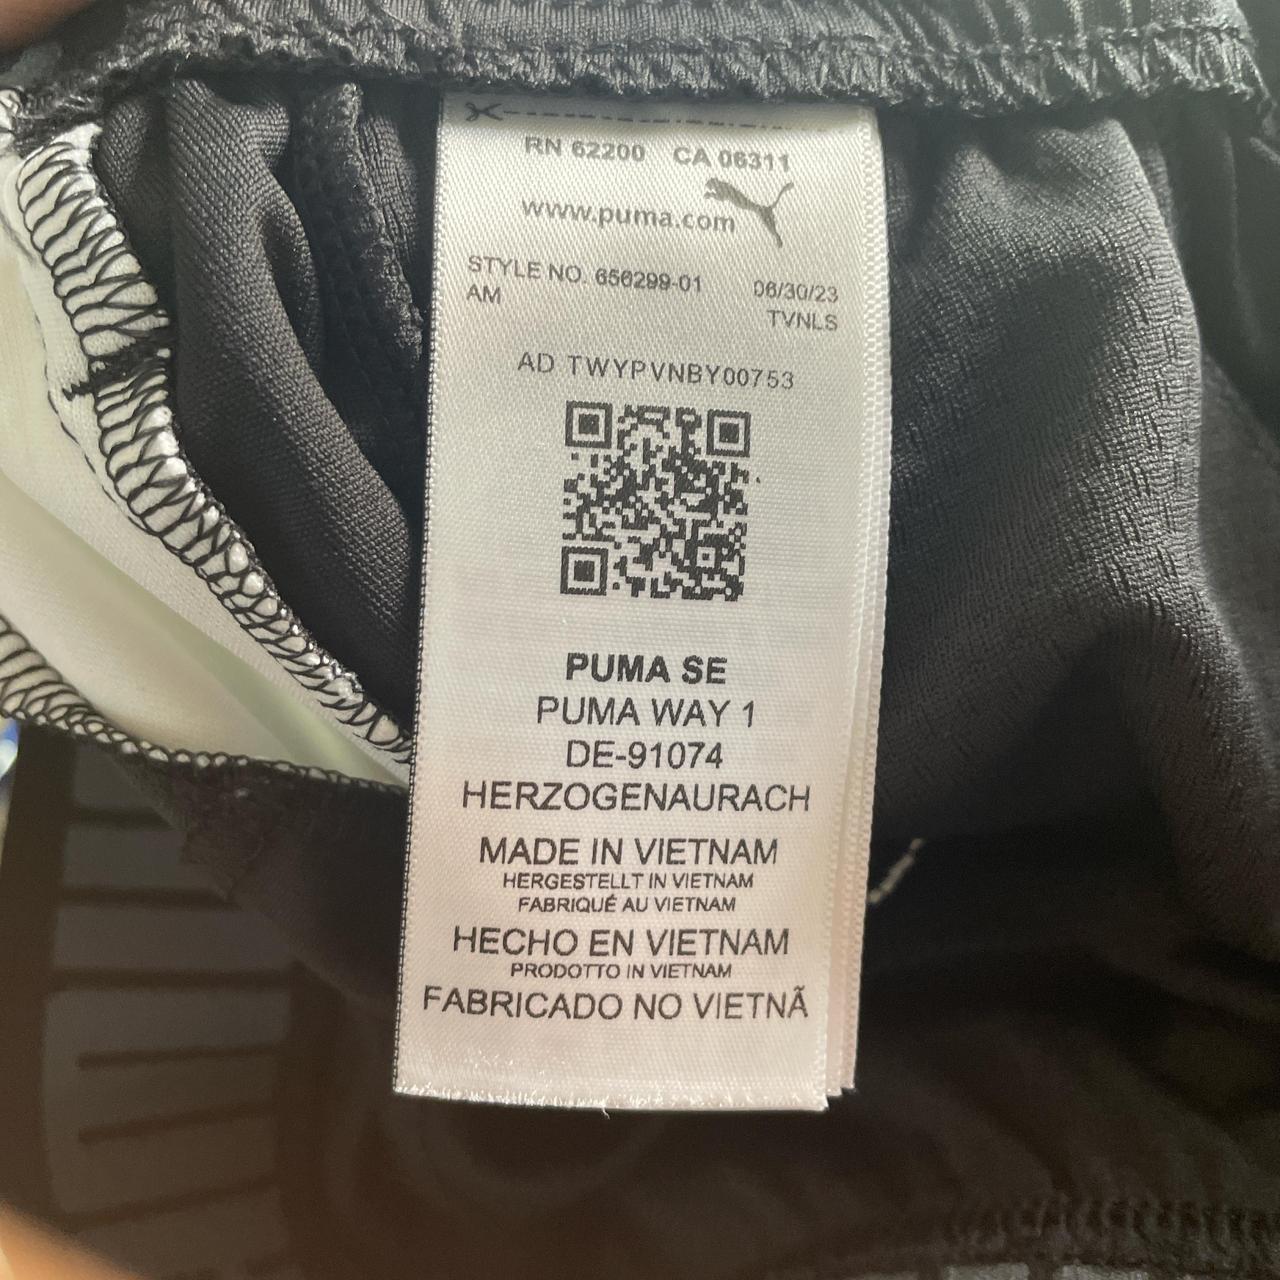 RN 62200 CA 06311
www.puma.com
STYLE NO. 656299-01 06/30/23
AM TVNLS
AD TWYPVNBY00753
PUMA SE
PUMA WAY 1
DE-91074
HERZOGENAURACH
MADE IN VIETNAM
HERGESTELLT IN VIETNAM
FABRIQUÉ AU VIETNAM
HECHO EN VIETNAM
PRODOTTO IN VIETNAM
FABRICADO NO VIETNÃ